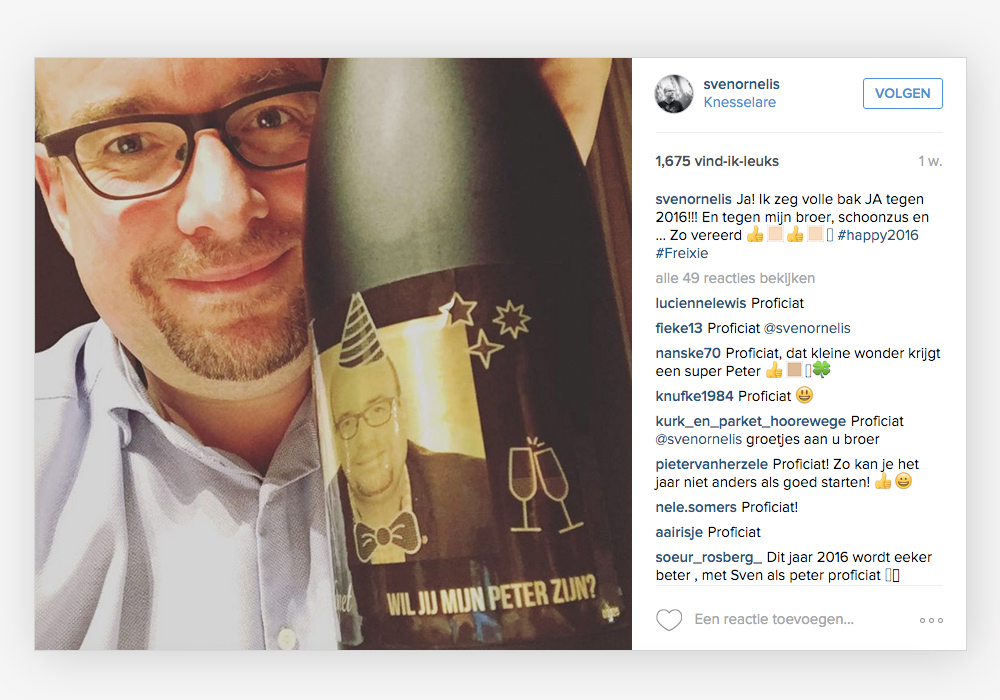 svenornelis
Knesselare
VOLGEN
1,675 vind-ik-leuks
1 w.
svenornelis Ja! Ik zeg volle bak JA tegen
2016!!! En tegen mijn broer, schoonzus en
... Zo vereerd 👍🏻👍🏻 #happy2016
#Freixie
alle 49 reacties bekijken
luciennelewis Proficiat
fieke13 Proficiat @svenornelis
nanske70 Proficiat, dat kleine wonder krijgt
een super Peter 👍🏽🍀
knufke1984 Proficiat 😃
kurk_en_parket_hoorewege Proficiat
@svenornelis groetjes aan u broer
pietervanherzele Proficiat! Zo kan je het
jaar niet anders als goed starten! 👍😀
nele.somers Proficiat!
aairisje Proficiat
soeur_rosberg_ Dit jaar 2016 wordt eeker
beter , met Sven als peter proficiat
Een reactie toevoegen...
WIL JIJ MIJN PETER ZIJN?